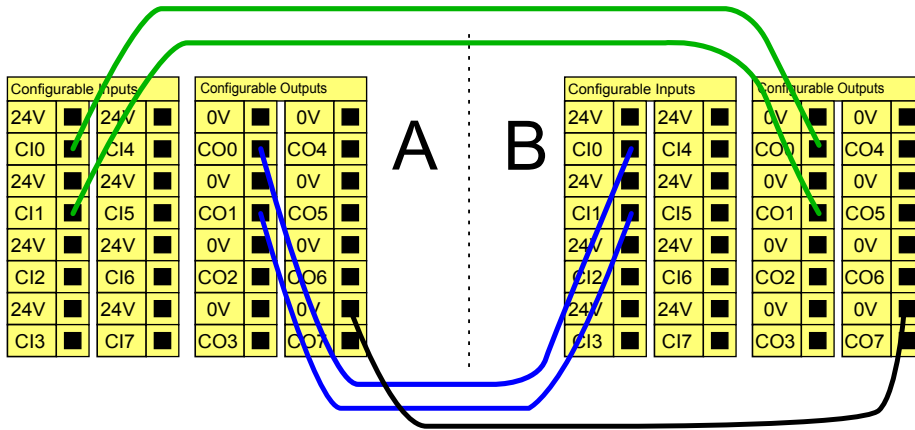 Configurable Inputs
24V 24V
CI0 CI4
24V 24V
CI1 CI5
24V 24V
CI2 CI6
24V 24V
CI3 CI7
Configurable Outputs
0V 0V
CO0 CO4
0V 0V
CO1 CO5
0V 0V
CO2 CO6
0V 0V
CO3 CO7
A
B
Configurable Inputs
24V 24V
CI0 CI4
24V 24V
CI1 CI5
24V 24V
CI2 CI6
24V 24V
CI3 CI7
Configurable Outputs
0V 0V
CO0 CO4
0V 0V
CO1 CO5
0V 0V
CO2 CO6
0V 0V
CO3 CO7